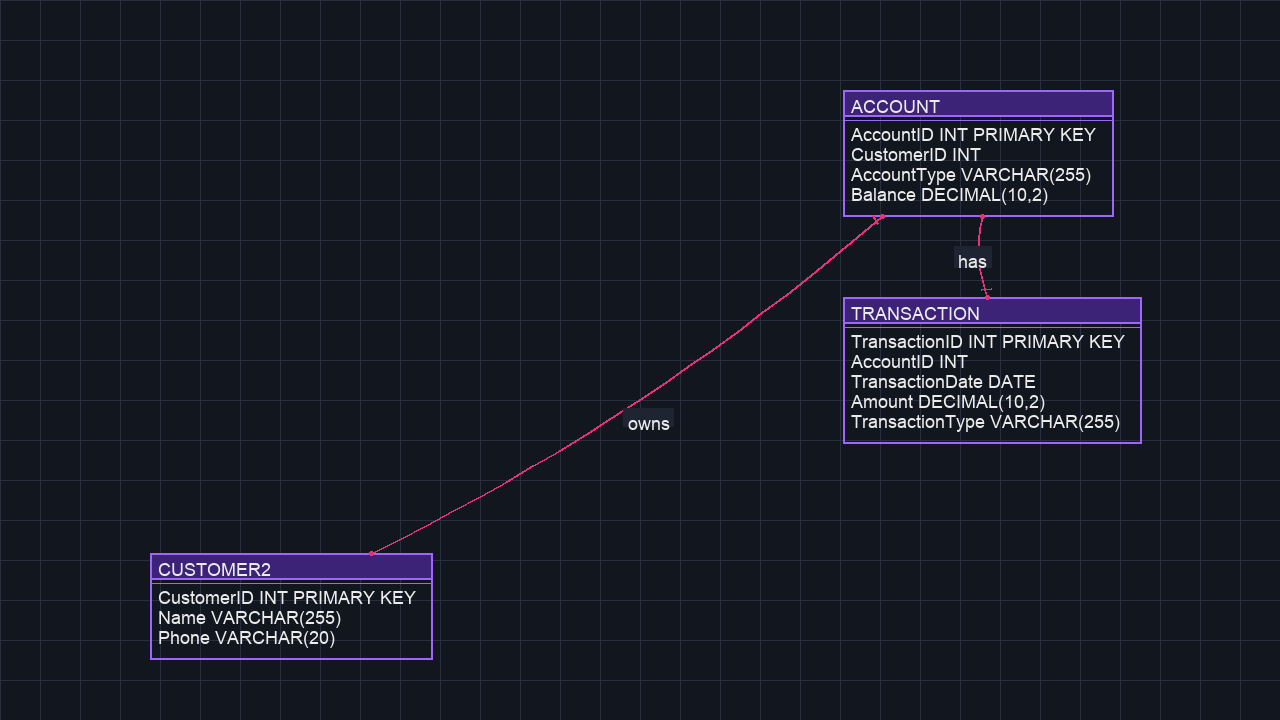 ACCOUNT
AccountID INT PRIMARY KEY
CustomerID INT
AccountType VARCHAR(255)
Balance DECIMAL(10,2)
has
TRANSACTION
TransactionID INT PRIMARY KEY
AccountID INT
TransactionDate DATE
Amount DECIMAL(10,2)
TransactionType VARCHAR(255)
owns
CUSTOMER2
CustomerID INT PRIMARY KEY
Name VARCHAR(255)
Phone VARCHAR(20)